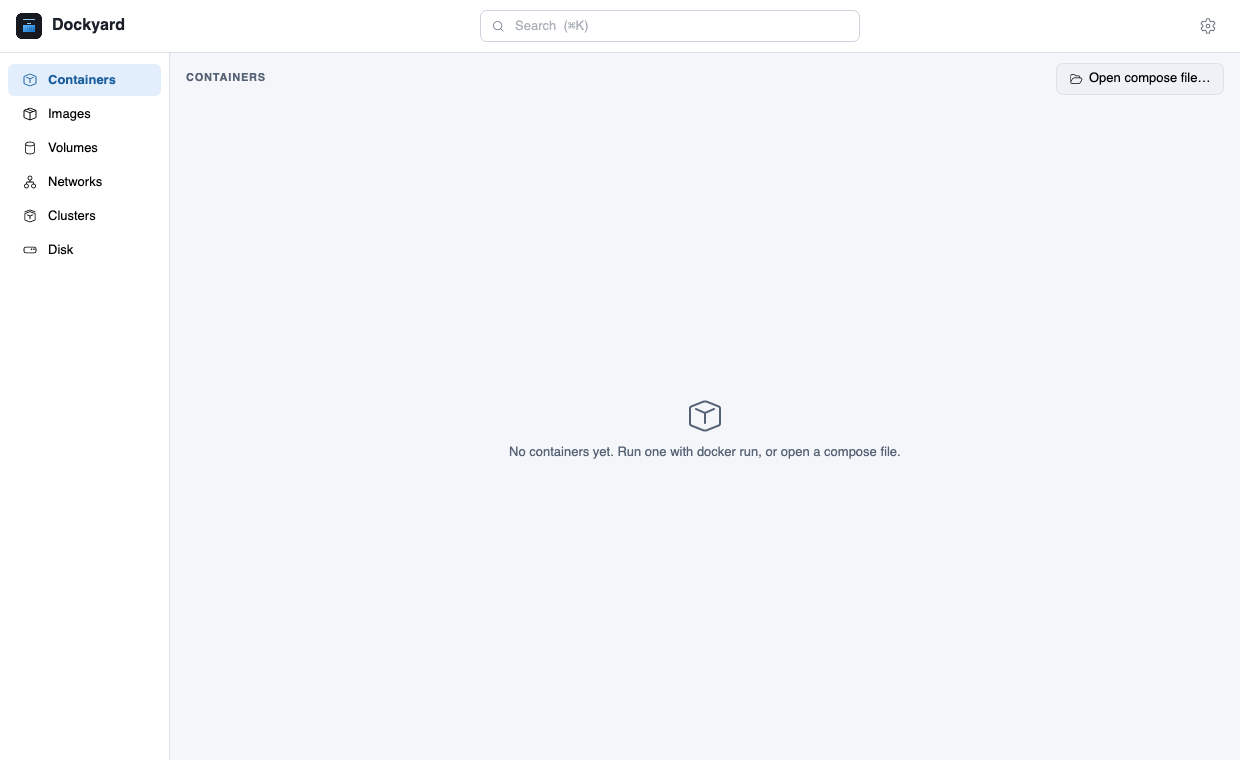 Dockyard
Search (⌘K)
Containers
Images
Volumes
Networks
Clusters
Disk
CONTAINERS
Open compose file…
No containers yet. Run one with docker run, or open a compose file.